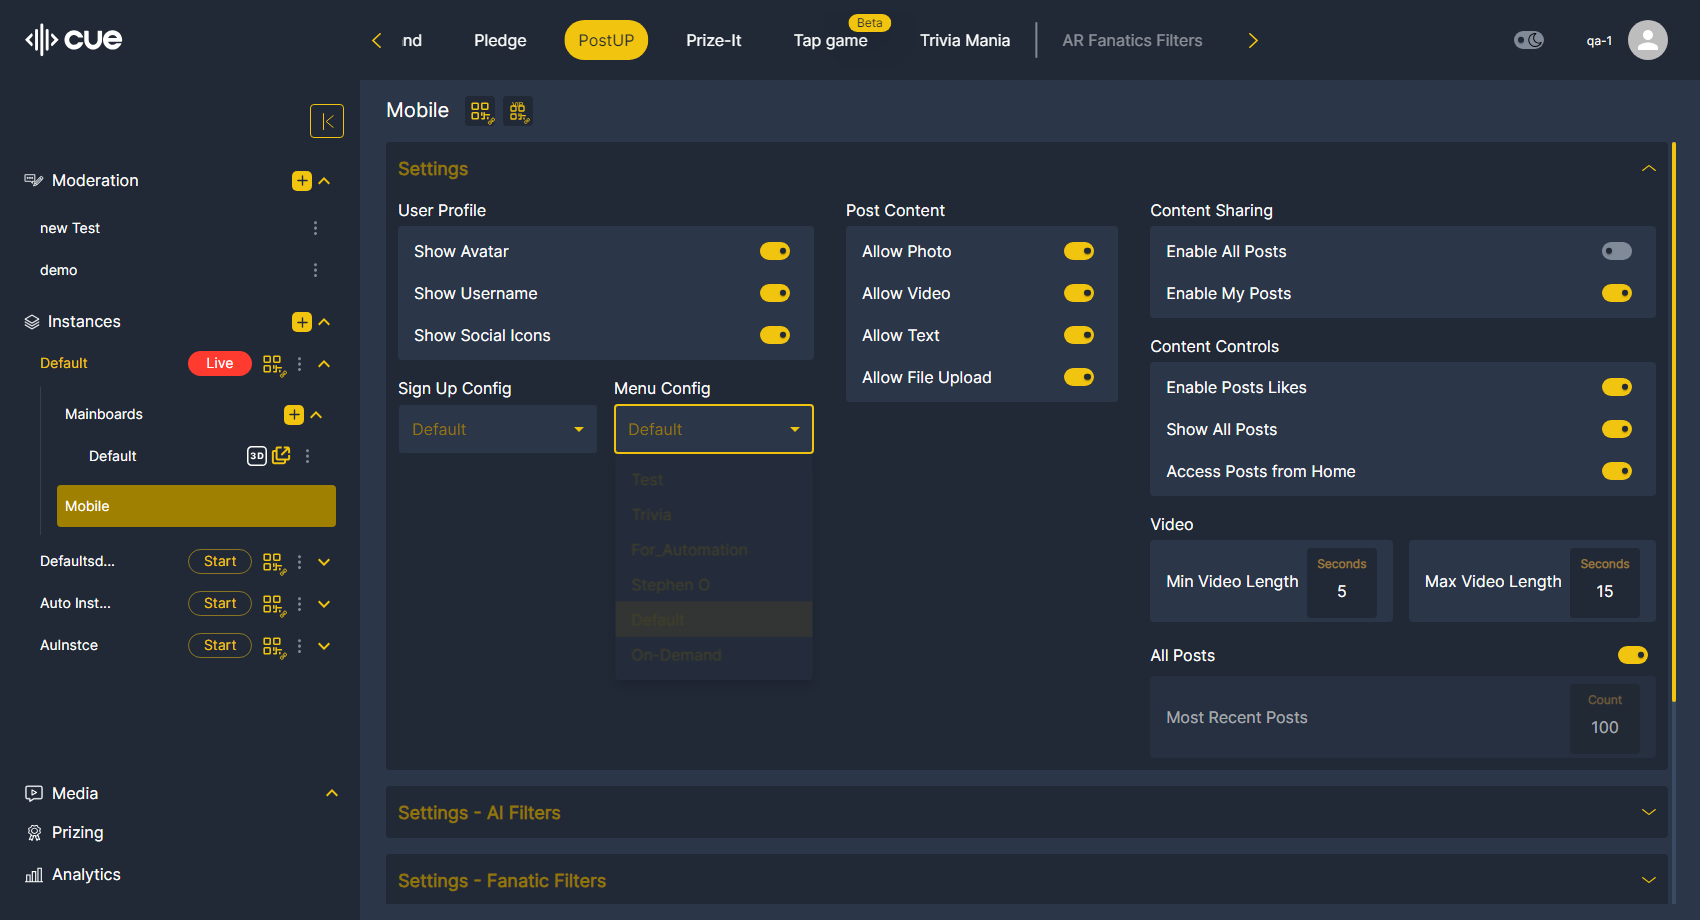 cue
nd
Pledge
PostUP
Prize-It
Beta
Tap game
Trivia Mania
AR Fanatics Filters
qa-1
Moderation
new Test
demo
Instances
Default
Live
Mainboards
Default
3D
Mobile
Defaultsd...
Start
Auto Inst...
Start
AuInstce
Start
Media
Prizing
Analytics
Mobile
Settings
User Profile
Show Avatar
Show Username
Show Social Icons
Sign Up Config
Default
Menu Config
Default
Test
Trivia
For_Automation
Stephen O
Default
On-Demand
Post Content
Allow Photo
Allow Video
Allow Text
Allow File Upload
Content Sharing
Enable All Posts
Enable My Posts
Content Controls
Enable Posts Likes
Show All Posts
Access Posts from Home
Video
Min Video Length
Seconds
5
Max Video Length
Seconds
15
All Posts
Most Recent Posts
Count
100
Settings - AI Filters
Settings - Fanatic Filters